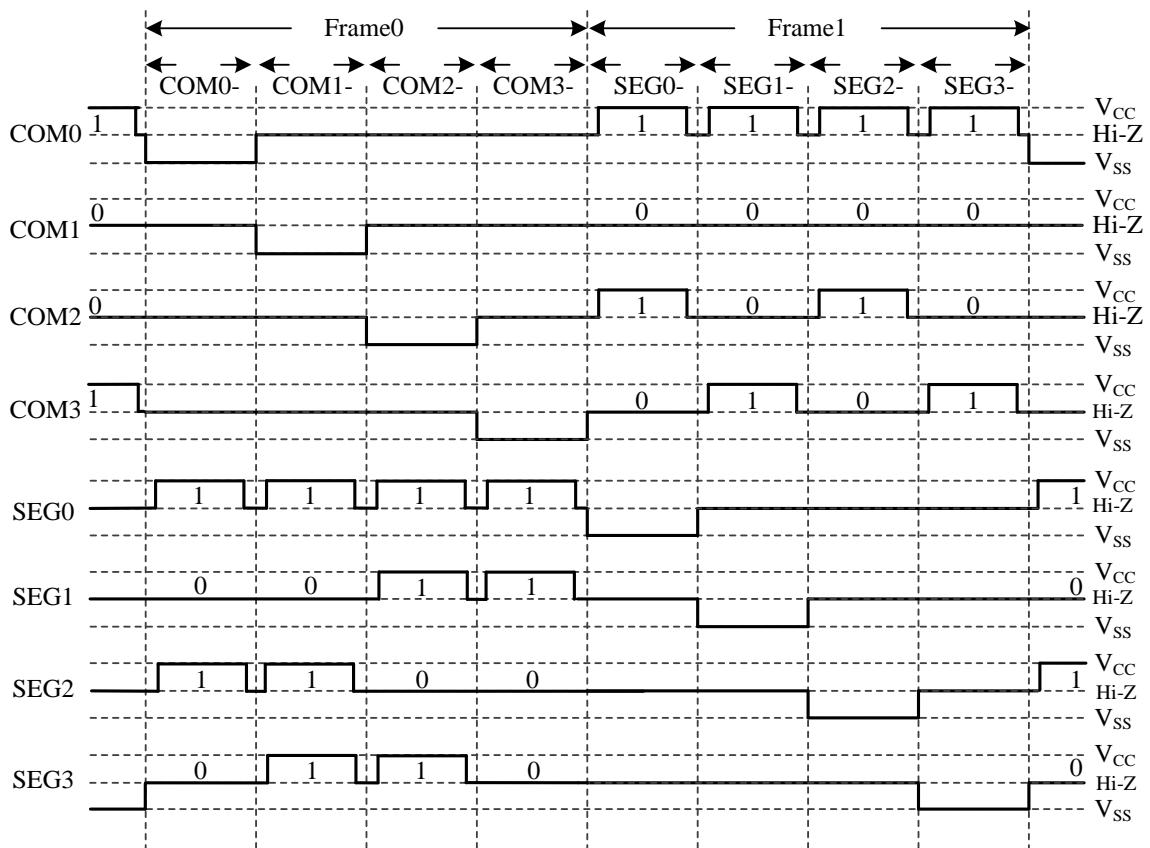 Frame0 Frame1
COM0- COM1- COM2- COM3- SEG0- SEG1- SEG2- SEG3-
COM0 1 1 1 1 1 VCC Hi-Z VSS
COM1 0 0 0 0 0 VCC Hi-Z VSS
COM2 0 1 0 1 0 VCC Hi-Z VSS
COM3 1 0 1 0 1 VCC Hi-Z VSS
SEG0 1 1 1 1 1 VCC Hi-Z VSS
SEG1 0 0 1 1 0 VCC Hi-Z VSS
SEG2 1 1 0 0 1 VCC Hi-Z VSS
SEG3 0 1 1 0 0 VCC Hi-Z VSS